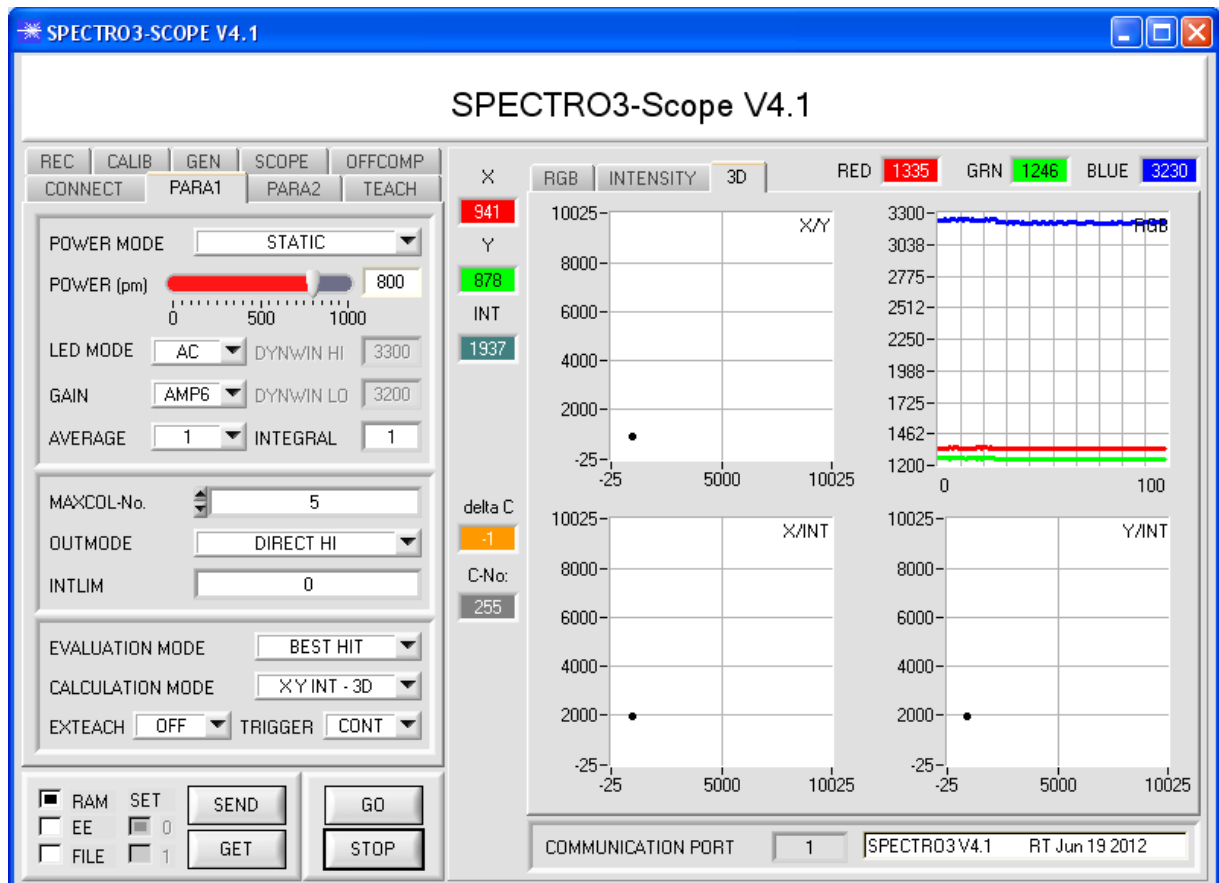 SPECTRO3-SCOPE V4.1
SPECTRO3-Scope V4.1
REC CALIB GEN SCOPE OFFCOMP
CONNECT PARA1 PARA2 TEACH
POWER MODE STATIC
POWER (pm) 800
0 500 1000
LED MODE AC DYNWIN HI 3300
GAIN AMP6 DYNWIN LO 3200
AVERAGE 1 INTEGRAL 1
MAXCOL-No. 5
OUTMODE DIRECT HI
INTLIM 0
EVALUATION MODE BEST HIT
CALCULATION MODE X Y INT - 3D
EXTEACH OFF TRIGGER CONT
RAM SET
EE 0
FILE 1
SEND
GET
GO
STOP
X
941
Y
878
INT
1937
delta C
-1
C-No:
255
RGB INTENSITY 3D
RED 1335 GRN 1246 BLUE 3230
X/Y
10025
8000
6000
4000
2000
-25
-25 5000 10025
RGB
3300
3038
2775
2512
2250
1988
1725
1462
1200
0 100
X/INT
10025
8000
6000
4000
2000
-25
-25 5000 10025
Y/INT
10025
8000
6000
4000
2000
-25
-25 5000 10025
COMMUNICATION PORT 1 SPECTRO3 V4.1 RT Jun 19 2012